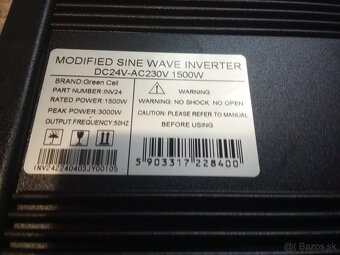 MODIFIED SINE WAVE INVERTER
DC24V-AC230V 1500W
BRAND:Green Cell
PART NUMBER:INV24
RATED POWER:1500W
PEAK POWER:3000W
OUTPUT FREQUENCY:50HZ
WARNING
WARNING: NO SHOCK NO OPEN
CAUTION: PLEASE REFER TO MANUAL
BEFORE USING
INV242240403JY00105
5 903317 228400
Bazos.sk